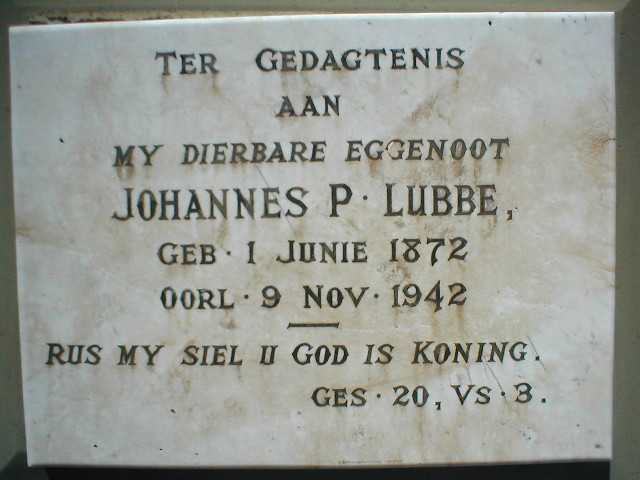 TER GEDAGTENIS
AAN
MY DIERBARE EGGENOOT
JOHANNES P. LUBBE,
GEB. 1 JUNIE 1872
OORL. 9 NOV. 1942
RUS MY SIEL U GOD IS KONING.
GES. 20, VS. 3.